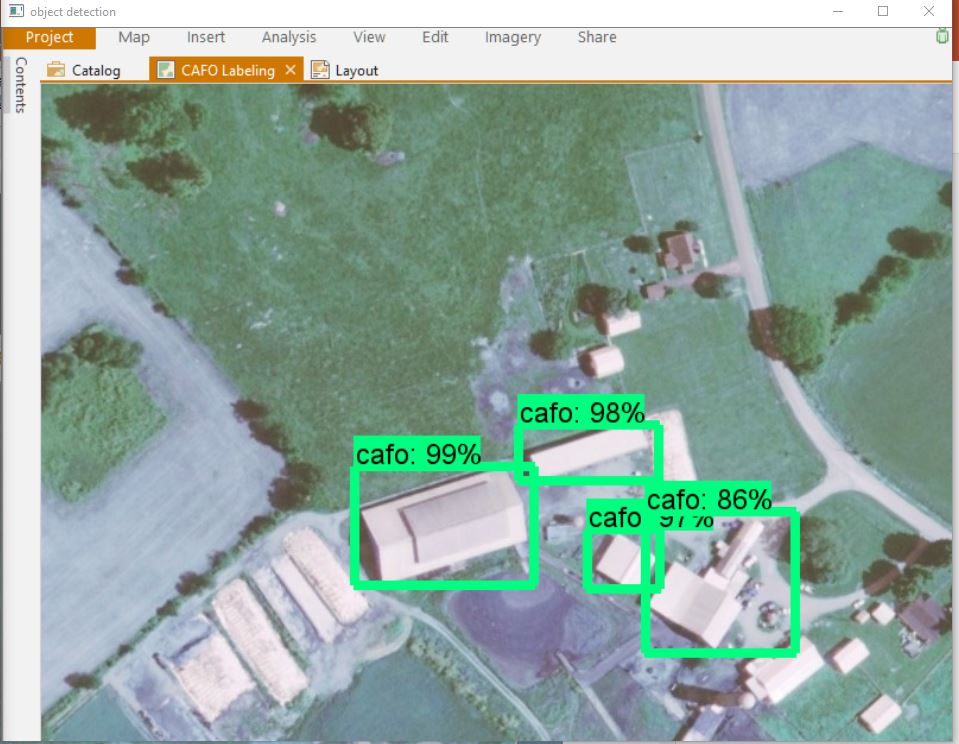 object detection
Project Map Insert Analysis View Edit Imagery Share
Contents
Catalog CAFO Labeling Layout
cafo: 98%
cafo: 99%
cafo: 86%
cafo 97%